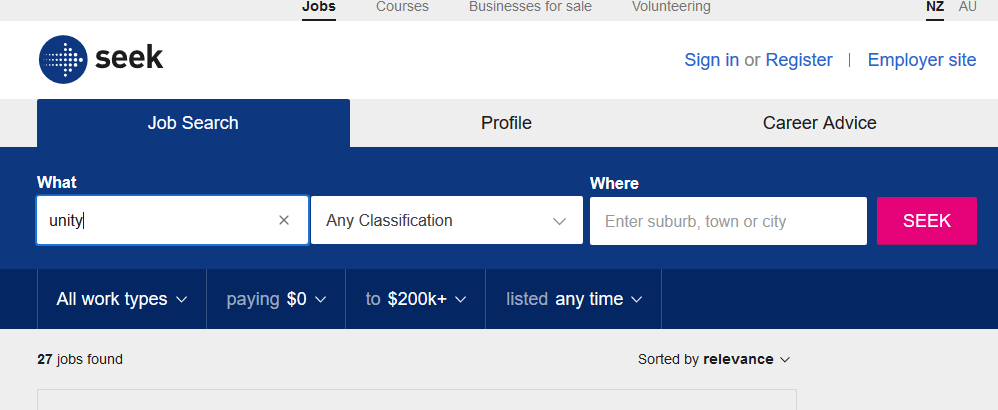 Jobs Courses Businesses for sale Volunteering NZ AU
seek Sign in or Register | Employer site
Job Search Profile Career Advice
What Where
unity × Any Classification Enter suburb, town or city SEEK
All work types paying $0 to $200k+ listed any time
27 jobs found Sorted by relevance